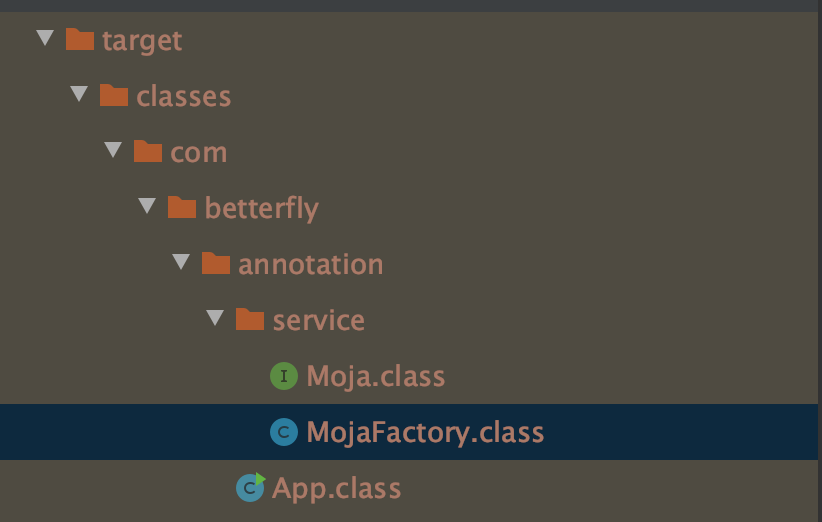 target
classes
com
betterfly
annotation
service
I Moja.class
C MojaFactory.class
C App.class